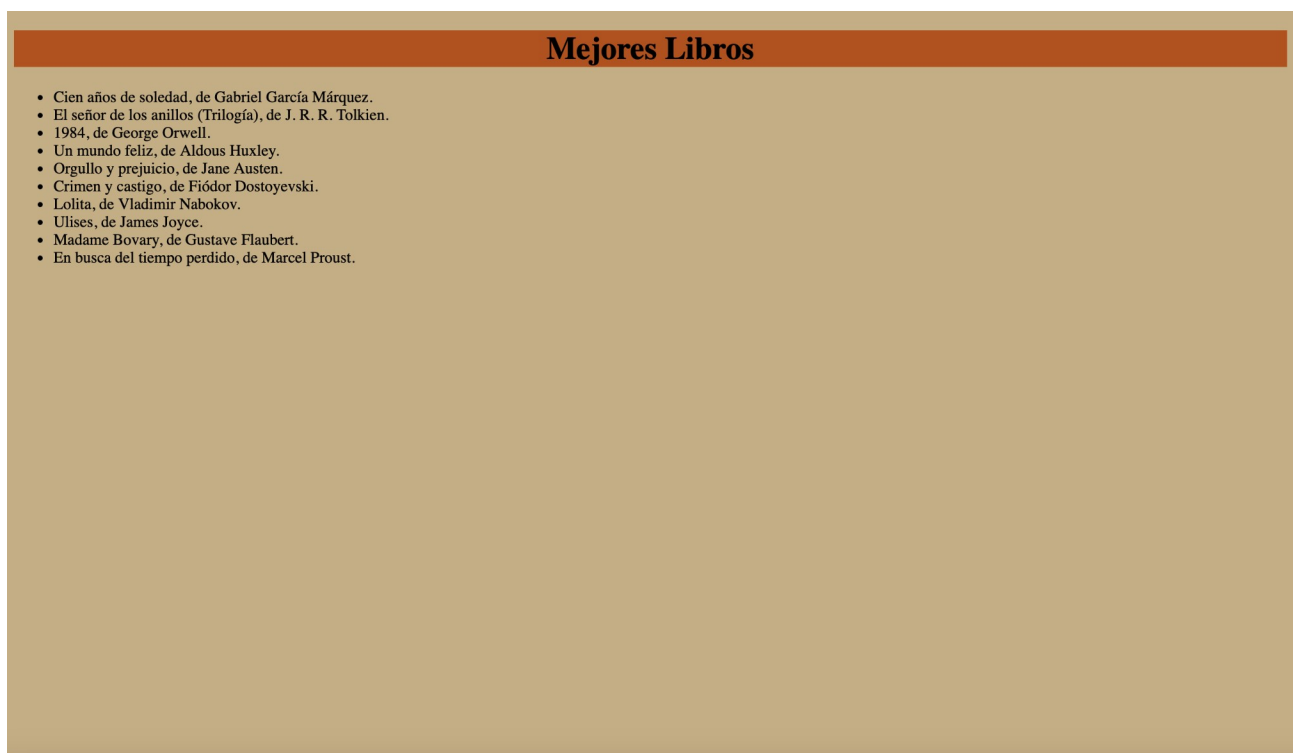 Mejores Libros
• Cien años de soledad, de Gabriel García Márquez.
• El señor de los anillos (Trilogía), de J. R. R. Tolkien.
• 1984, de George Orwell.
• Un mundo feliz, de Aldous Huxley.
• Orgullo y prejuicio, de Jane Austen.
• Crimen y castigo, de Fiódor Dostoyevski.
• Lolita, de Vladimir Nabokov.
• Ulises, de James Joyce.
• Madame Bovary, de Gustave Flaubert.
• En busca del tiempo perdido, de Marcel Proust.